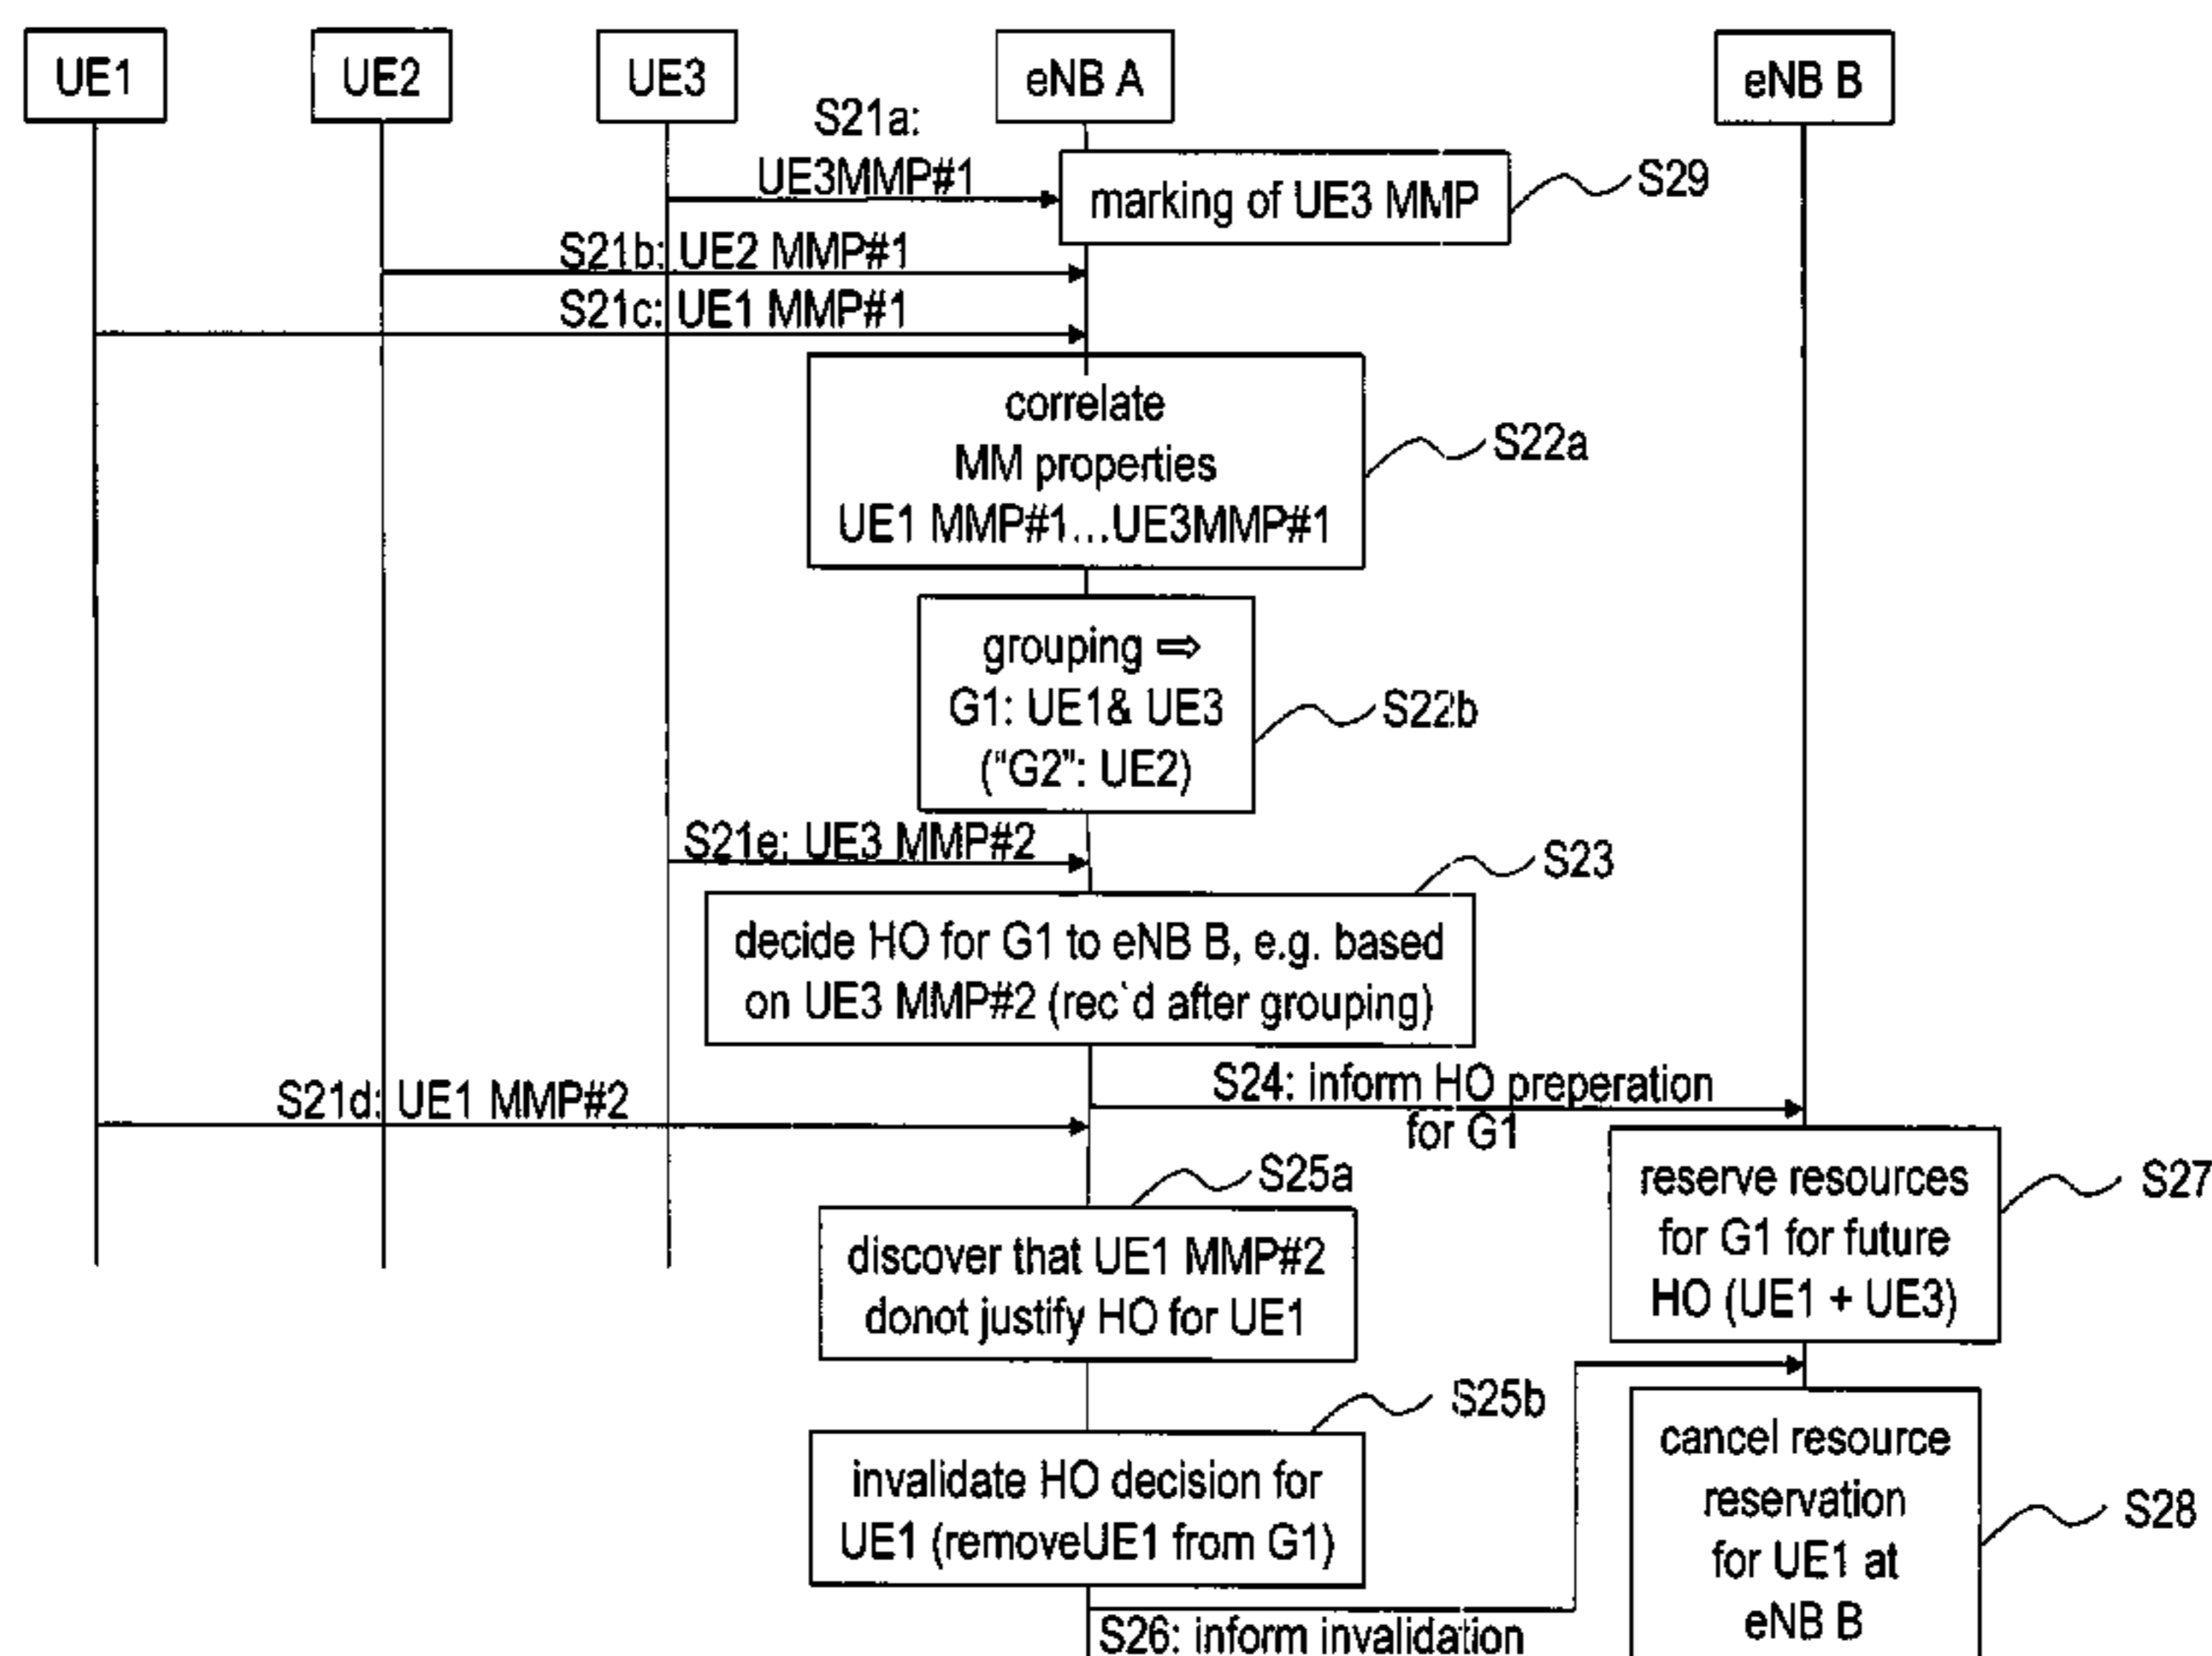 UE1
UE2
UE3
eNB A
eNB B
S21a:
UE3MMP#1
marking of UE3 MMP
S29
S21b: UE2 MMP#1
S21c: UE1 MMP#1
correlate
MM properties
UE1 MMP#1...UE3MMP#1
S22a
grouping ⇒
G1: UE1& UE3
("G2": UE2)
S22b
S21e: UE3 MMP#2
S23
decide HO for G1 to eNB B, e.g. based
on UE3 MMP#2 (rec`d after grouping)
S24: inform HO preperation
for G1
S21d: UE1 MMP#2
reserve resources
for G1 for future
HO (UE1 + UE3)
S27
S25a
discover that UE1 MMP#2
donot justify HO for UE1
S25b
invalidate HO decision for
UE1 (removeUE1 from G1)
cancel resource
reservation
for UE1 at
eNB B
S28
S26: inform invalidation